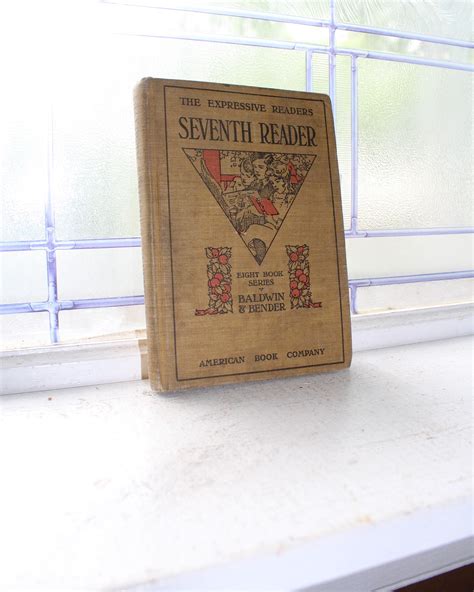 THE EXPRESSIVE READERS
SEVENTH READER
EIGHT BOOK
SERIES
BALDWIN
& BENDER
AMERICAN BOOK COMPANY